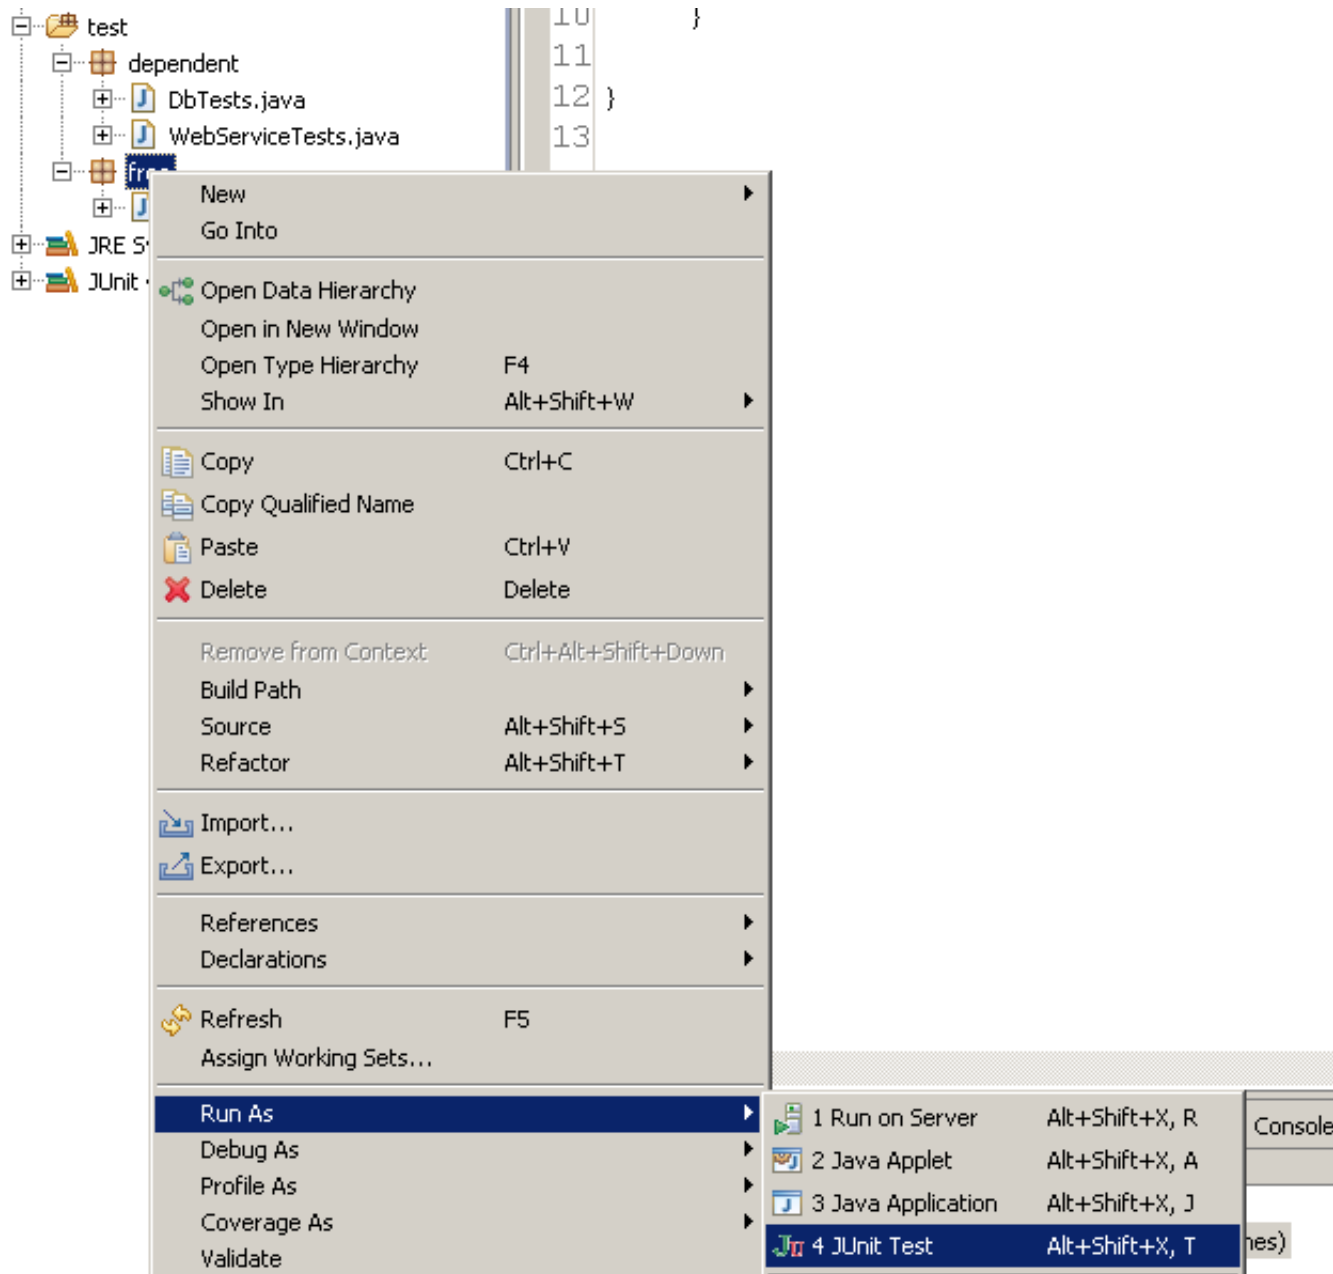 test
dependent
DbTests.java
WebServiceTests.java
JRE
JUnit
10 }
11
12 }
13
New
Go Into
Open Data Hierarchy
Open in New Window
Open Type Hierarchy F4
Show In Alt+Shift+W
Copy Ctrl+C
Copy Qualified Name
Paste Ctrl+V
Delete Delete
Remove from Context Ctrl+Alt+Shift+Down
Build Path
Source Alt+Shift+S
Refactor Alt+Shift+T
Import...
Export...
References
Declarations
Refresh F5
Assign Working Sets...
Run As
Debug As
Profile As
Coverage As
Validate
1 Run on Server Alt+Shift+X, R
2 Java Applet Alt+Shift+X, A
3 Java Application Alt+Shift+X, J
4 JUnit Test Alt+Shift+X, T
Console